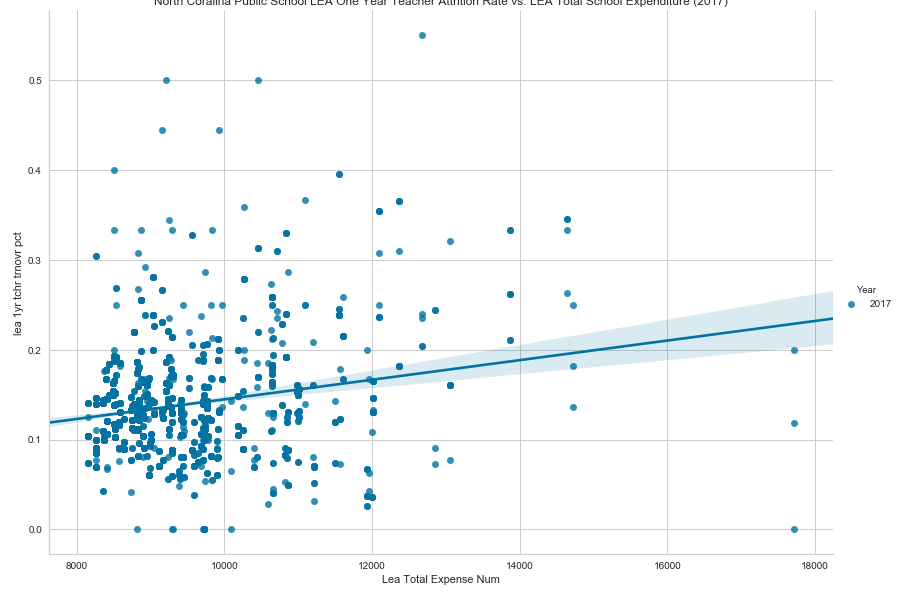 North Coralina Public School LEA One Year Teacher Attrition Rate vs. LEA Total School Expenditure (2017)
0.5
0.4
0.3
0.2
0.1
0.0
lea 1yr tchr trnovr pct
8000 10000 12000 14000 16000 18000
Lea Total Expense Num
Year
2017